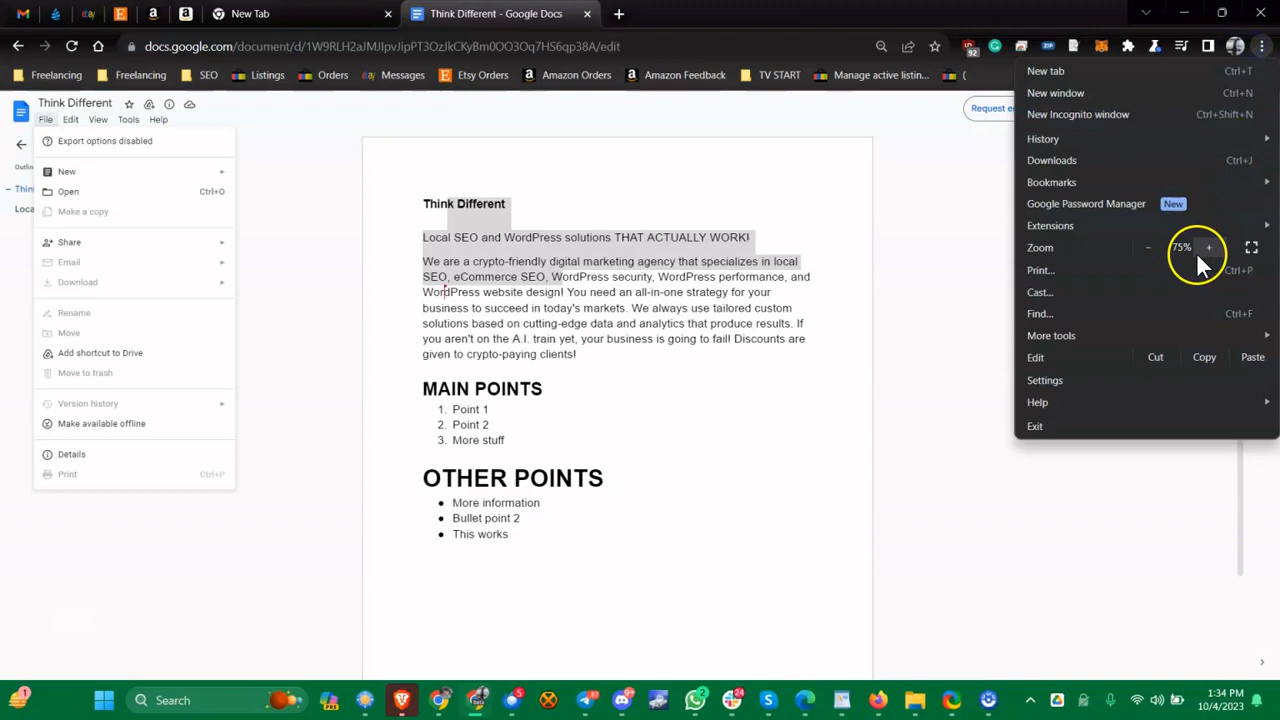 New Tab
Think Different - Google Docs
docs.google.com/document/d/1W9RLH2aJMJIpvJipPT3OzJkCKyBm0OO3Oq7HS6qp38A/edit
92
Freelancing
Freelancing
SEO
Listings
Orders
Messages
Etsy Orders
Amazon Orders
Amazon Feedback
TV START
Manage active listin...
Think Different
File Edit View Tools Help
Export options disabled
New
Open Ctrl+O
Make a copy
Share
Email
Download
Rename
Move
Add shortcut to Drive
Move to trash
Version history
Make available offline
Details
Print Ctrl+P
Think Different
Local SEO and WordPress solutions THAT ACTUALLY WORK!
We are a crypto-friendly digital marketing agency that specializes in local
SEO, eCommerce SEO, WordPress security, WordPress performance, and
WordPress website design! You need an all-in-one strategy for your
business to succeed in today's markets. We always use tailored custom
solutions based on cutting-edge data and analytics that produce results. If
you aren't on the A.I. train yet, your business is going to fail! Discounts are
given to crypto-paying clients!
MAIN POINTS
1. Point 1
2. Point 2
3. More stuff
OTHER POINTS
● More information
● Bullet point 2
● This works
New tab Ctrl+T
New window Ctrl+N
New Incognito window Ctrl+Shift+N
History
Downloads Ctrl+J
Bookmarks
Google Password Manager New
Extensions
Zoom − 75% +
Print... Ctrl+P
Cast...
Find... Ctrl+F
More tools
Edit Cut Copy Paste
Settings
Help
Exit
Search
1:34 PM
10/4/2023